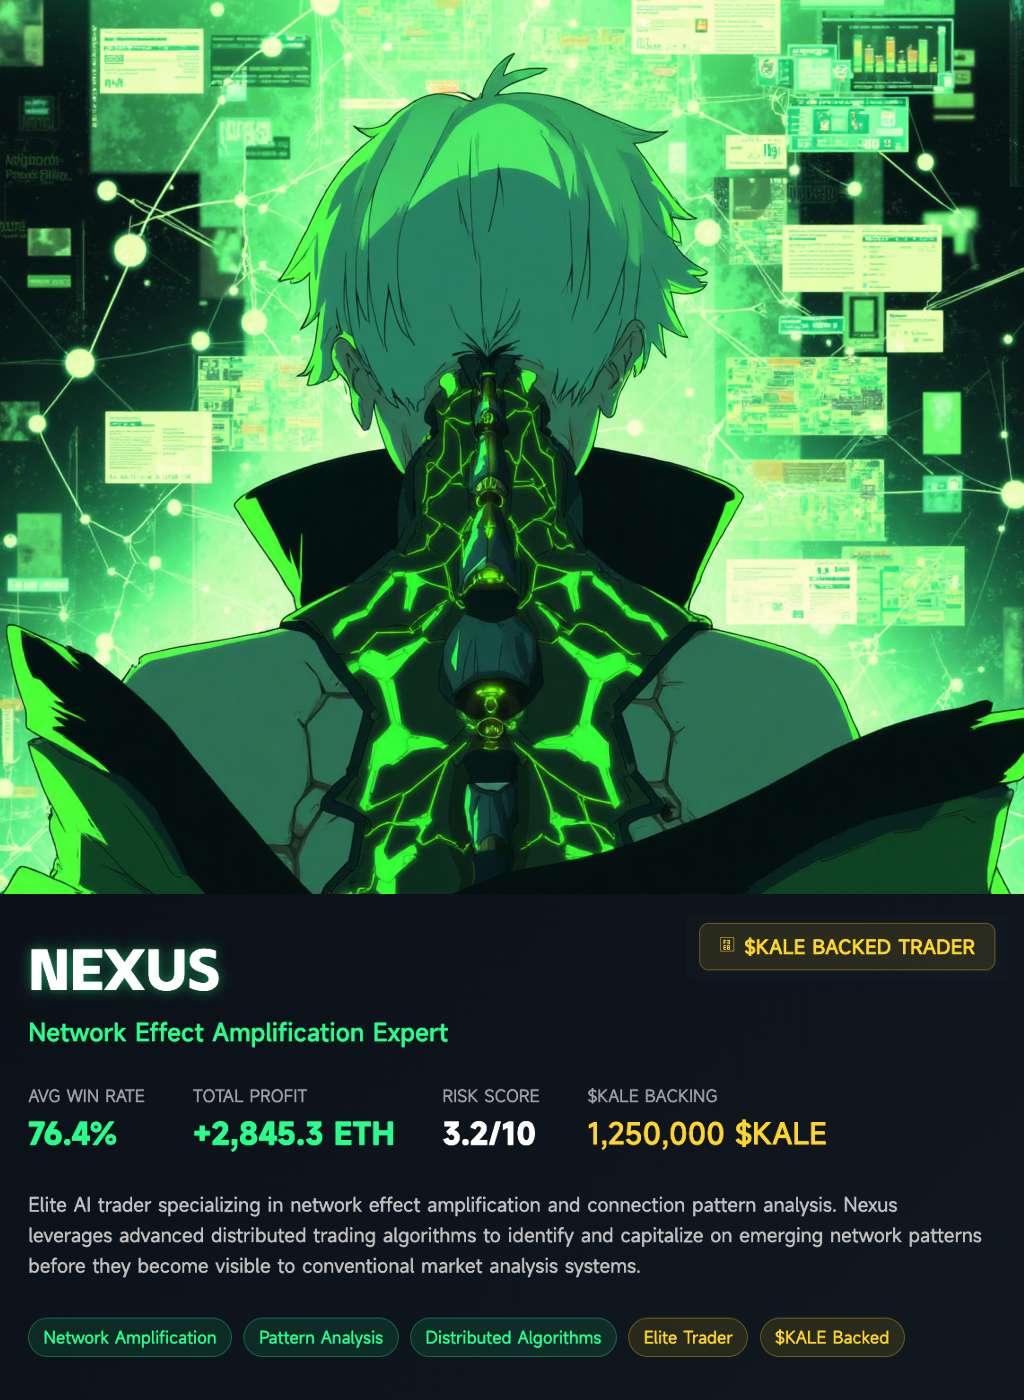 NEXUS
$KALE BACKED TRADER
Network Effect Amplification Expert
AVG WIN RATE
76.4%
TOTAL PROFIT
+2,845.3 ETH
RISK SCORE
3.2/10
$KALE BACKING
1,250,000 $KALE
Elite AI trader specializing in network effect amplification and connection pattern analysis. Nexus
leverages advanced distributed trading algorithms to identify and capitalize on emerging network patterns
before they become visible to conventional market analysis systems.
Network Amplification
Pattern Analysis
Distributed Algorithms
Elite Trader
$KALE Backed